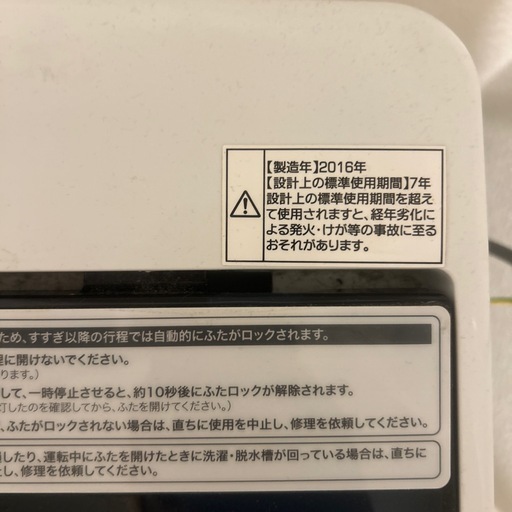 【製造年】2016年
【設計上の標準使用期間】7年
設計上の標準使用期間を超え
て使用されますと、経年劣化に
よる発火・けが等の事故に至る
おそれがあります。
ため、すすぎ以降の行程では自動的にふたがロックされます。
に開けないでください。
ります。）
して、一時停止させると、約10秒後にふたロックが解除されます。
灯したのを確認してから、ふたを開けてください。）
、ふたがロックされない場合は、直ちに使用を中止し、修理を依頼してください。
したり、運転中にふたを開けたときに洗濯・脱水槽が回っている場合は、直ちに
し、修理を依頼してください。